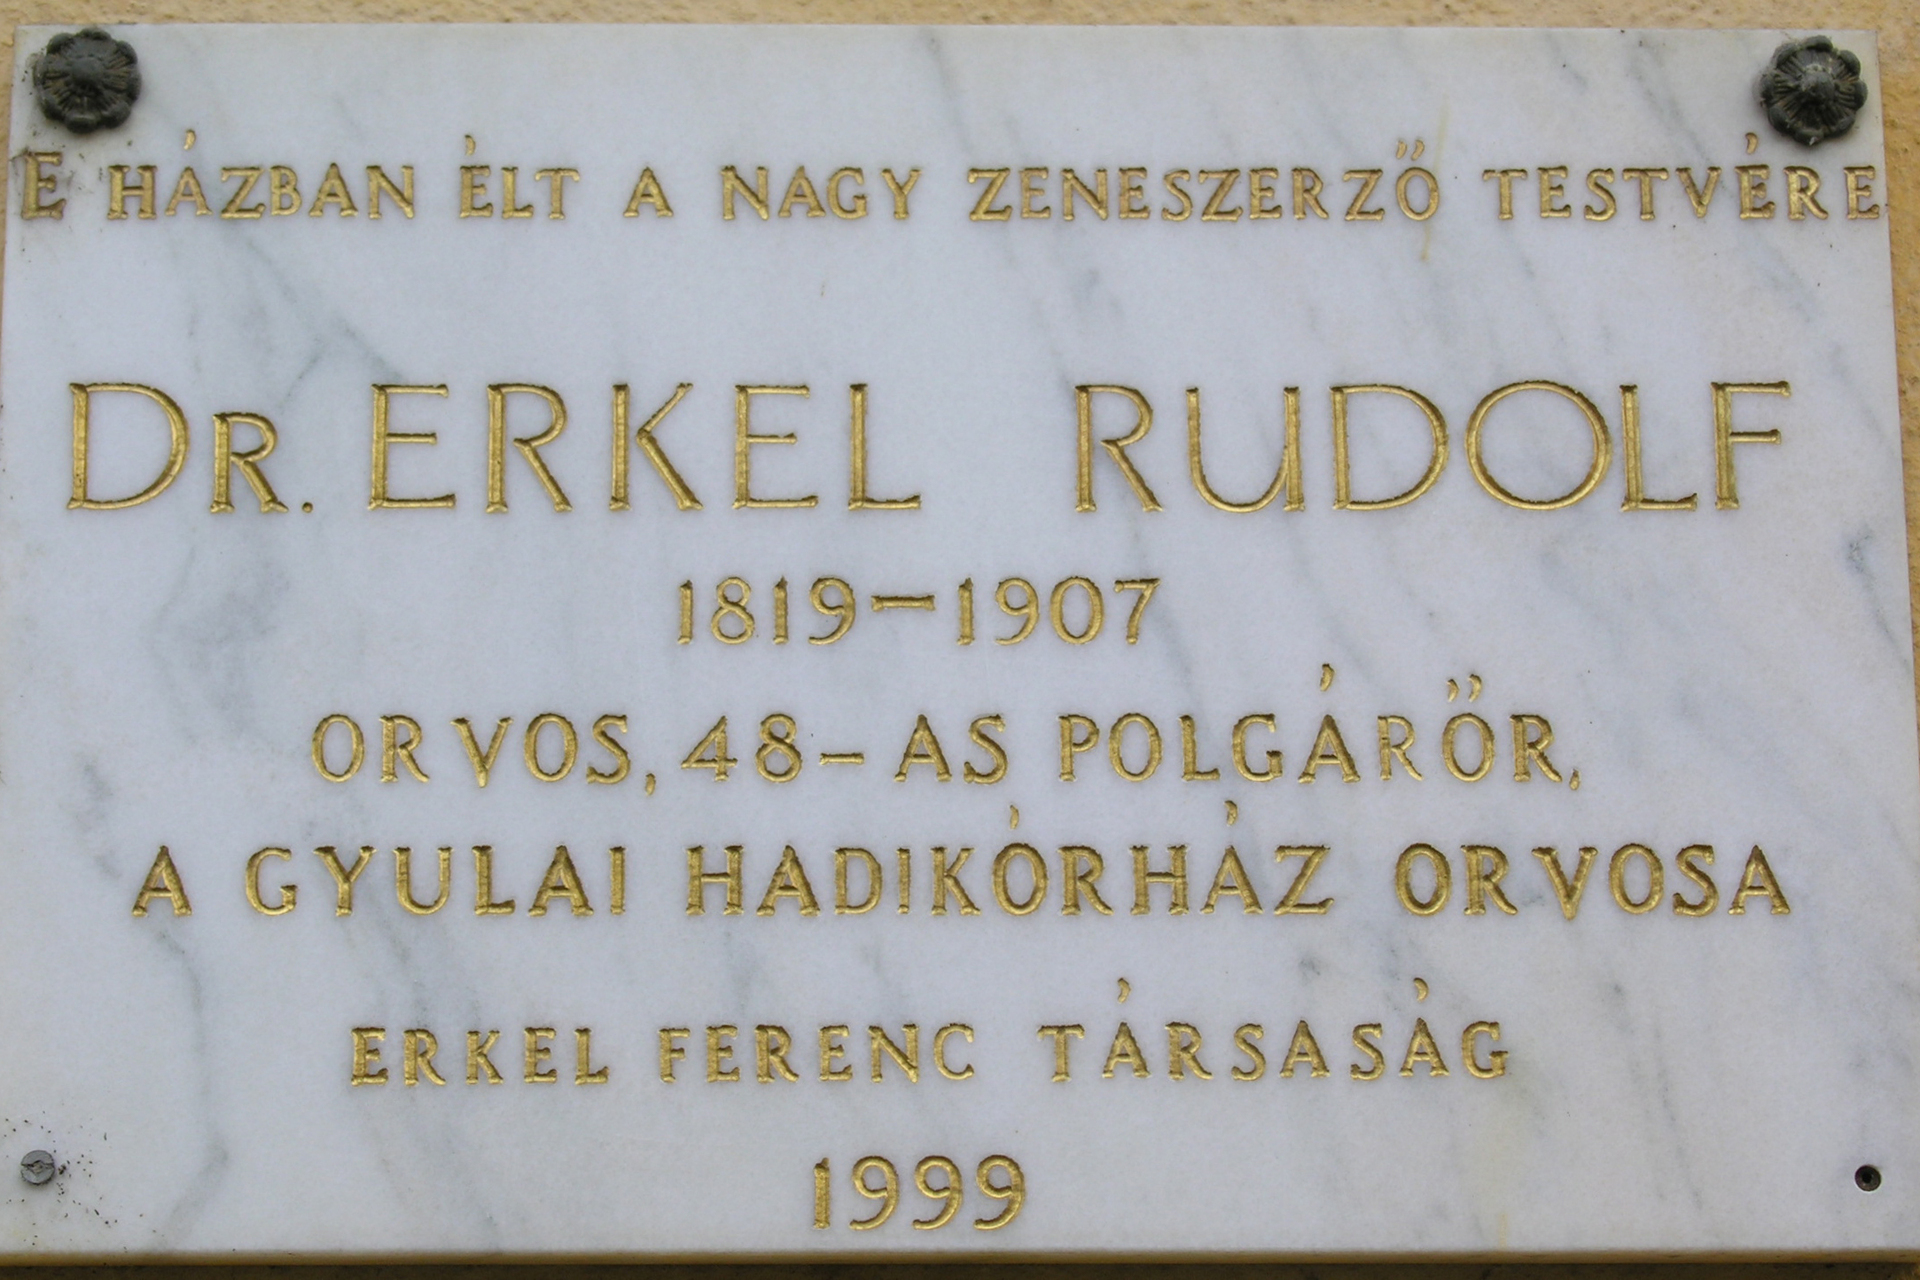 E HÁZBAN ÉLT A NAGY ZENESZERZŐ TESTVÉRE
DR. ERKEL RUDOLF
1819–1907
ORVOS, 48-AS POLGÁRŐR,
A GYULAI HADIKÓRHÁZ ORVOSA
ERKEL FERENC TÁRSASÁG
1999